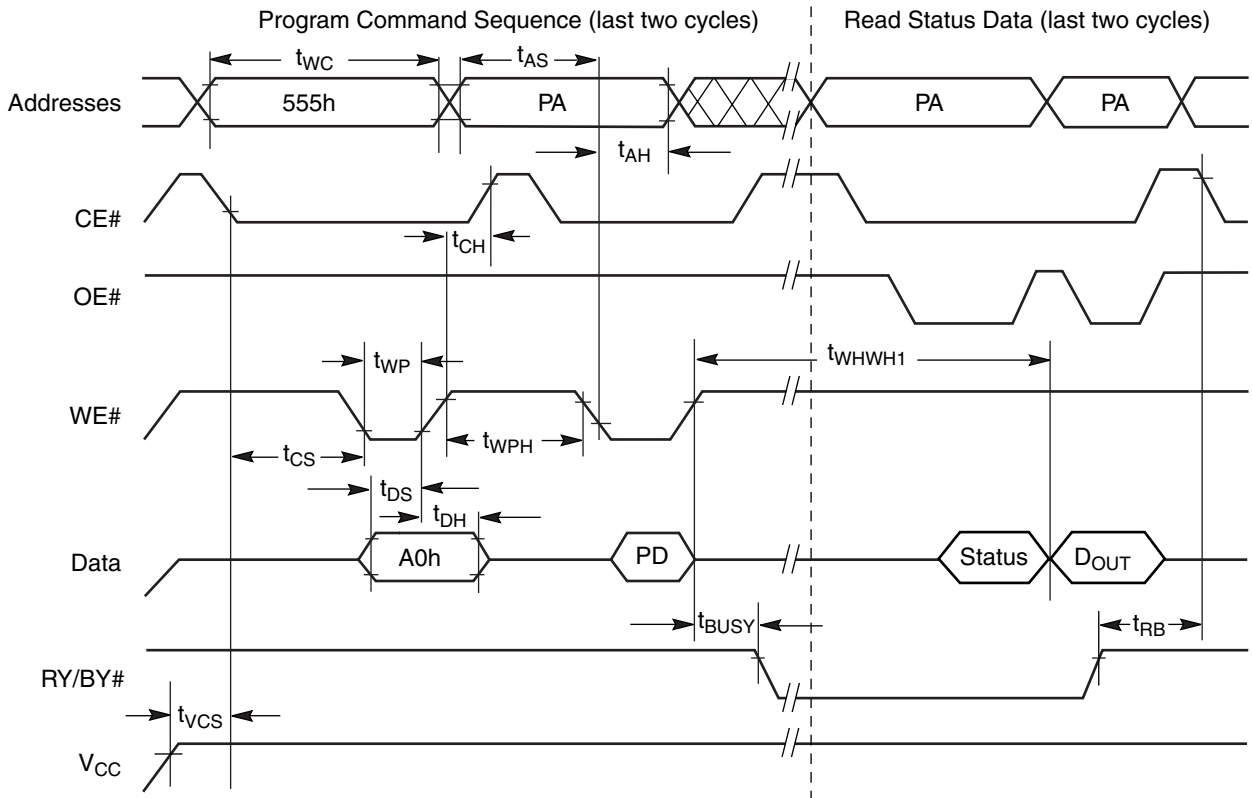 Program Command Sequence (last two cycles) Read Status Data (last two cycles)
tWC tAS
Addresses 555h PA PA PA
tAH
CE#
tCH
OE#
tWP tWHWH1
WE#
tWPH
tCS
tDS
tDH
Data A0h PD Status DOUT
tBUSY tRB
RY/BY#
tVCS
VCC